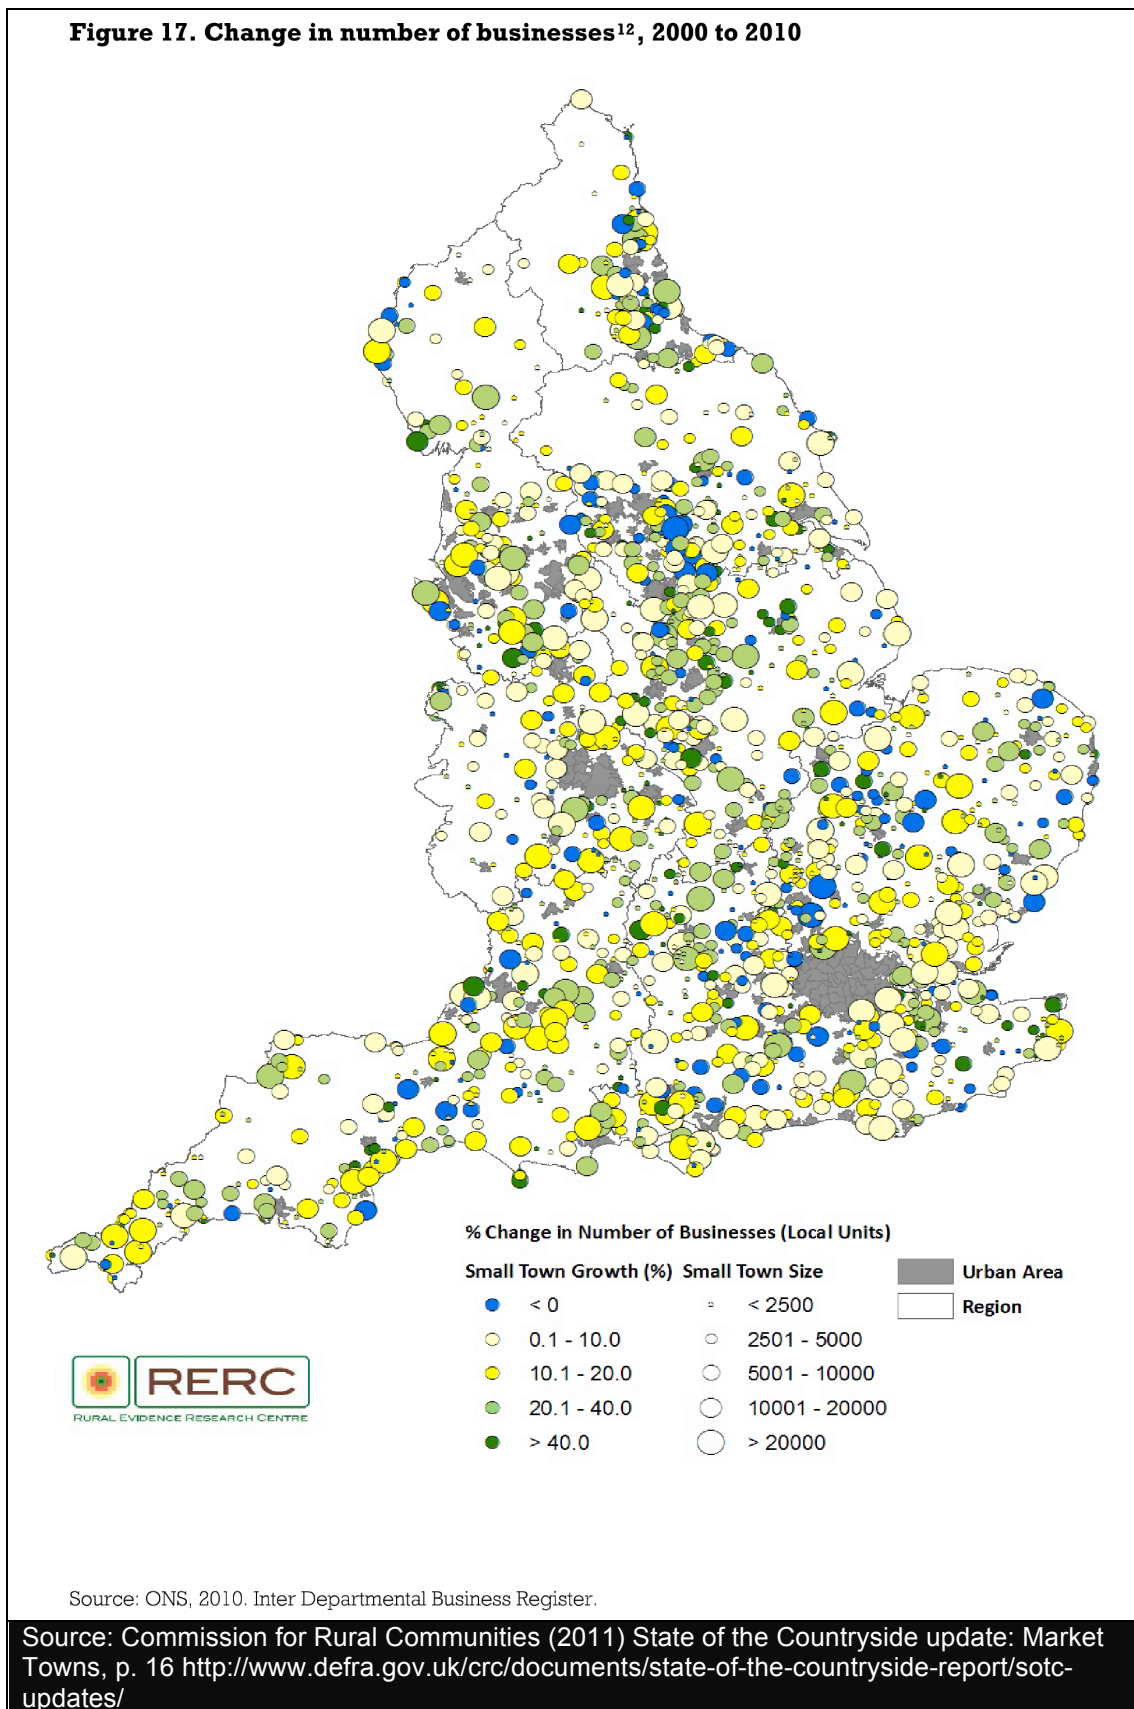 Figure 17. Change in number of businesses¹², 2000 to 2010
% Change in Number of Businesses (Local Units)
Small Town Growth (%) Small Town Size
< 0 < 2500 Urban Area
0.1 - 10.0 2501 - 5000 Region
10.1 - 20.0 5001 - 10000
20.1 - 40.0 10001 - 20000
> 40.0 > 20000
RERC
RURAL EVIDENCE RESEARCH CENTRE
Source: ONS, 2010. Inter Departmental Business Register.
Source: Commission for Rural Communities (2011) State of the Countryside update: Market
Towns, p. 16 http://www.defra.gov.uk/crc/documents/state-of-the-countryside-report/sotc-
updates/